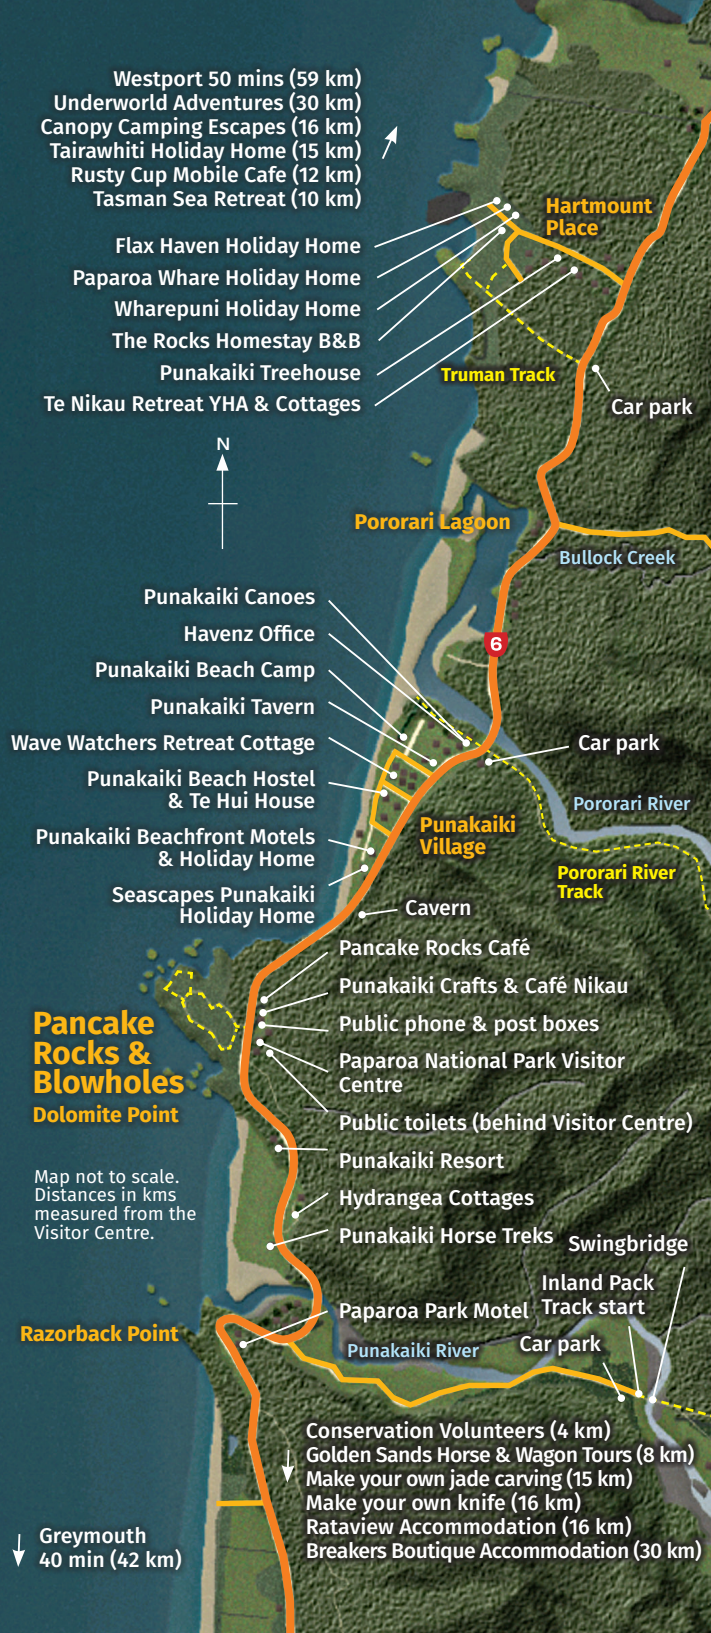 Westport 50 mins (59 km)
Underworld Adventures (30 km)
Canopy Camping Escapes (16 km)
Tairawhiti Holiday Home (15 km)
Rusty Cup Mobile Cafe (12 km)
Tasman Sea Retreat (10 km)
Hartmount
Place
Flax Haven Holiday Home
Paparoa Whare Holiday Home
Wharepuni Holiday Home
The Rocks Homestay B&B
Punakaiki Treehouse
Te Nikau Retreat YHA & Cottages
Truman Track
Car park
N
Pororari Lagoon
Bullock Creek
Punakaiki Canoes
Havenz Office
Punakaiki Beach Camp
Punakaiki Tavern
Wave Watchers Retreat Cottage
Punakaiki Beach Hostel
& Te Hui House
Punakaiki Beachfront Motels
& Holiday Home
Seascapes Punakaiki
Holiday Home
6
Car park
Pororari River
Punakaiki
Village
Pororari River
Track
Cavern
Pancake Rocks Café
Punakaiki Crafts & Café Nikau
Public phone & post boxes
Paparoa National Park Visitor
Centre
Public toilets (behind Visitor Centre)
Punakaiki Resort
Hydrangea Cottages
Punakaiki Horse Treks
Pancake
Rocks &
Blowholes
Dolomite Point
Map not to scale.
Distances in kms
measured from the
Visitor Centre.
Swingbridge
Inland Pack
Track start
Car park
Paparoa Park Motel
Razorback Point
Punakaiki River
Conservation Volunteers (4 km)
Golden Sands Horse & Wagon Tours (8 km)
Make your own jade carving (15 km)
Make your own knife (16 km)
Rataview Accommodation (16 km)
Breakers Boutique Accommodation (30 km)
Greymouth
40 min (42 km)